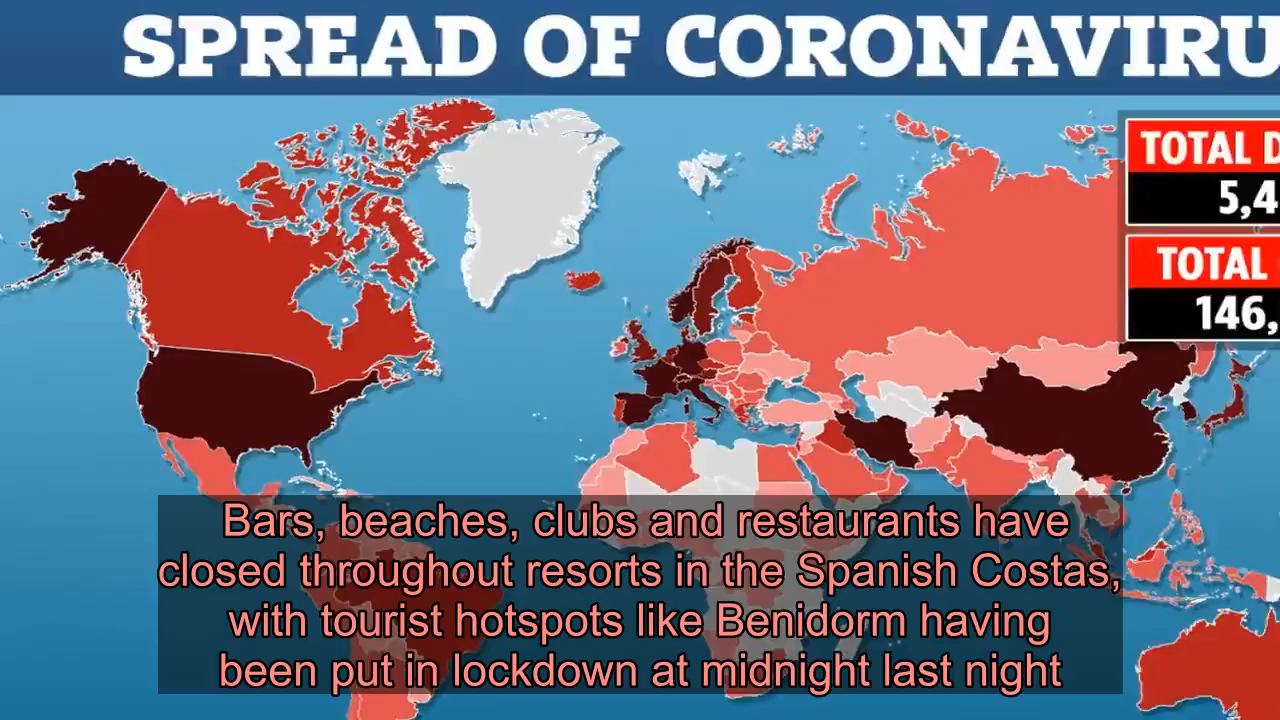 SPREAD OF CORONAVIRU
TOTAL D
5,4
TOTAL
146,
Bars, beaches, clubs and restaurants have
closed throughout resorts in the Spanish Costas,
with tourist hotspots like Benidorm having
been put in lockdown at midnight last night